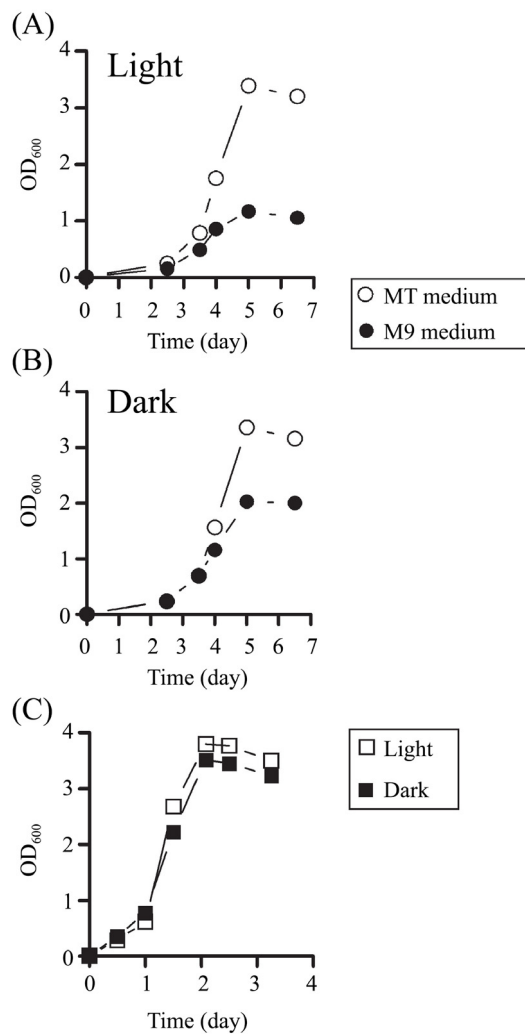 (A)
Light
4
3
2
1
0
OD600
0 1 2 3 4 5 6 7
Time (day)
MT medium
M9 medium
(B)
Dark
4
3
2
1
0
OD600
0 1 2 3 4 5 6 7
Time (day)
(C)
4
3
2
1
0
OD600
0 1 2 3 4
Time (day)
Light
Dark